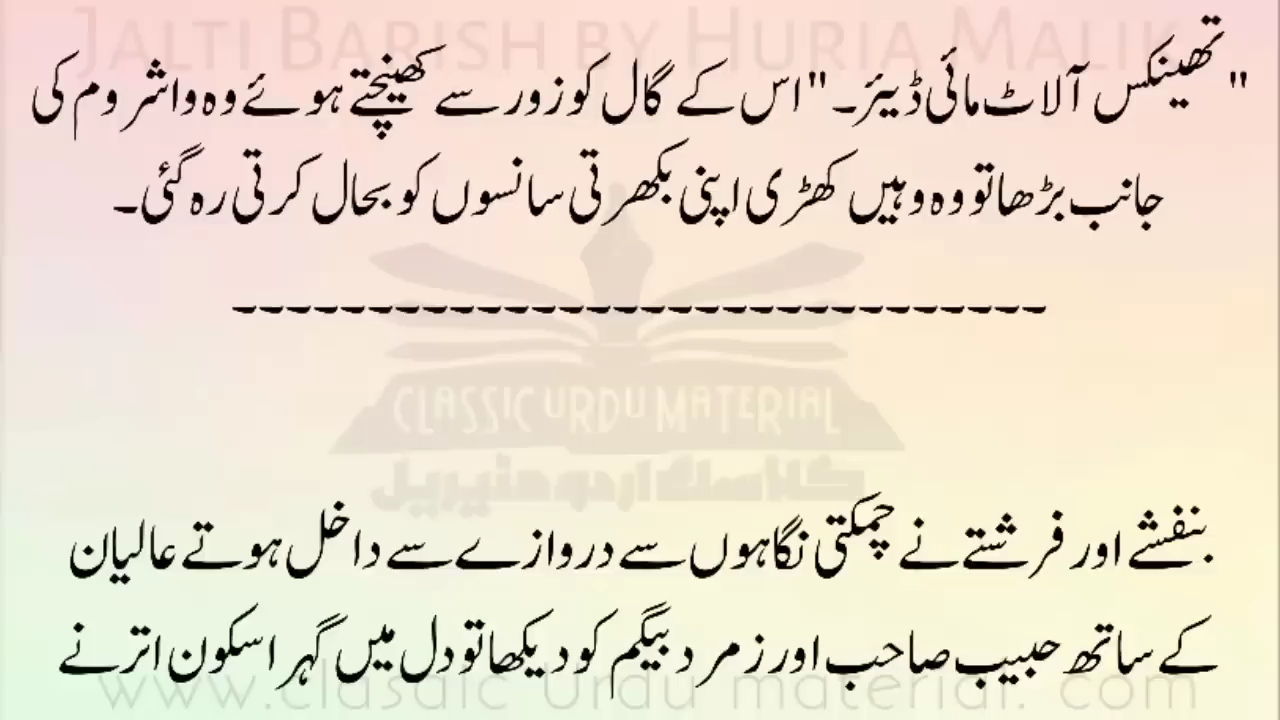 JALTI BARISH BY HURIA MALIK
" تھینکس آلاٹ مائی ڈیئر۔" اس کے گال کو زور سے کھینچتے ہوئے وہ واشروم کی
جانب بڑھا تو وہ وہیں کھڑی اپنی بکھرتی سانسوں کو بحال کرتی رہ گئی۔
------------------------------
CLASSIC URDU MATERIAL
کلاسک اردو میٹیریل
بنفشے اور فرشتے نے چمکتی نگاہوں سے دروازے سے داخل ہوتے عالیان
کے ساتھ حبیب صاحب اور زمرد بیگم کو دیکھا تو دل میں گہرا سکون اترنے
www.classic urdu material. com